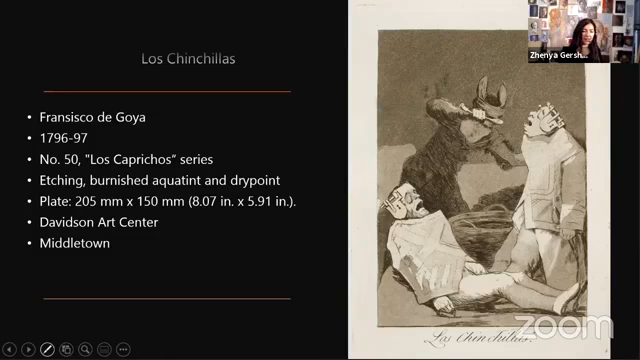 Los Chinchillas
• Fransisco de Goya
• 1796-97
• No. 50, "Los Caprichos” series
• Etching, burnished aquatint and drypoint
• Plate: 205 mm x 150 mm (8.07 in. x 5.91 in.).
• Davidson Art Center
• Middletown
Zhenya Gersh...
Los Chinchillas.
zoom